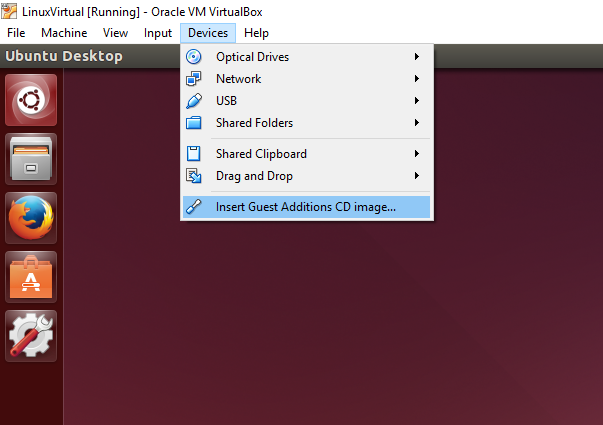 LinuxVirtual [Running] - Oracle VM VirtualBox
File Machine View Input Devices Help
Ubuntu Desktop
Optical Drives
Network
USB
Shared Folders
Shared Clipboard
Drag and Drop
Insert Guest Additions CD image...